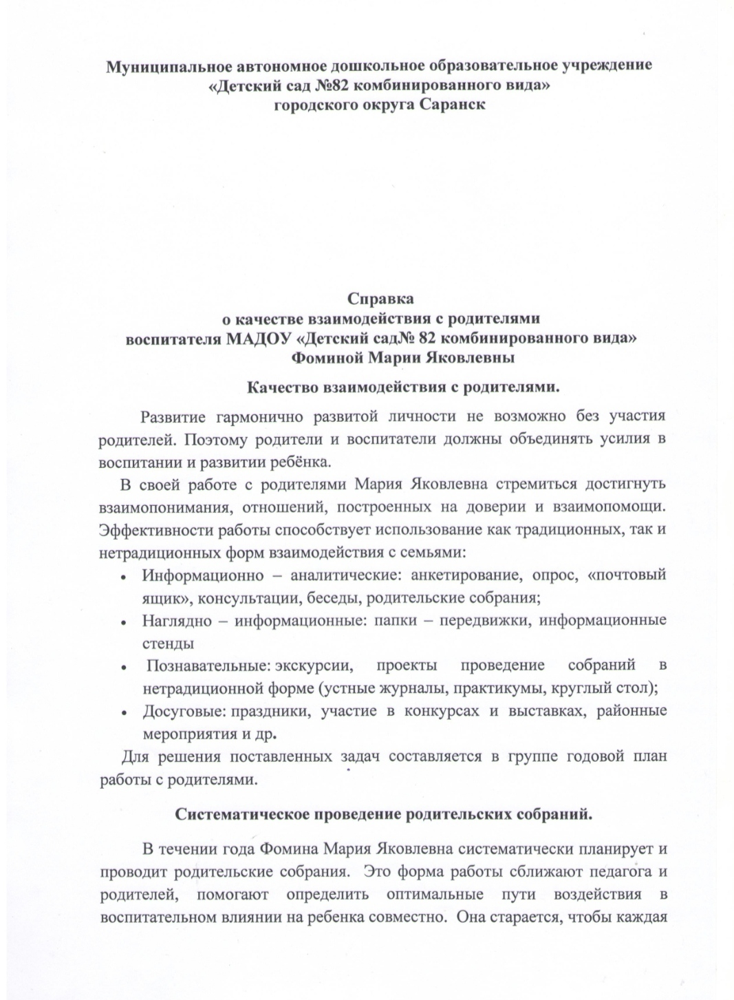 Муниципальное автономное дошкольное образовательное учреждение
«Детский сад №82 комбинированного вида»
городского округа Саранск
Справка
о качестве взаимодействия с родителями
воспитателя МАДОУ «Детский сад№ 82 комбинированного вида»
Фоминой Марии Яковлевны
Качество взаимодействия с родителями.
Развитие гармонично развитой личности не возможно без участия
родителей. Поэтому родители и воспитатели должны объединять усилия в
воспитании и развитии ребёнка.
В своей работе с родителями Мария Яковлевна стремиться достигнуть
взаимопонимания, отношений, построенных на доверии и взаимопомощи.
Эффективности работы способствует использование как традиционных, так и
нетрадиционных форм взаимодействия с семьями:
• Информационно – аналитические: анкетирование, опрос, «почтовый
ящик», консультации, беседы, родительские собрания;
• Наглядно – информационные: папки – передвижки, информационные
стенды
• Познавательные: экскурсии, проекты проведение собраний в
нетрадиционной форме (устные журналы, практикумы, круглый стол);
• Досуговые: праздники, участие в конкурсах и выставках, районные
мероприятия и др.
Для решения поставленных задач составляется в группе годовой план
работы с родителями.
Систематическое проведение родительских собраний.
В течении года Фомина Мария Яковлевна систематически планирует и
проводит родительские собрания. Это форма работы сближают педагога и
родителей, помогают определить оптимальные пути воздействия в
воспитательном влиянии на ребенка совместно. Она старается, чтобы каждая